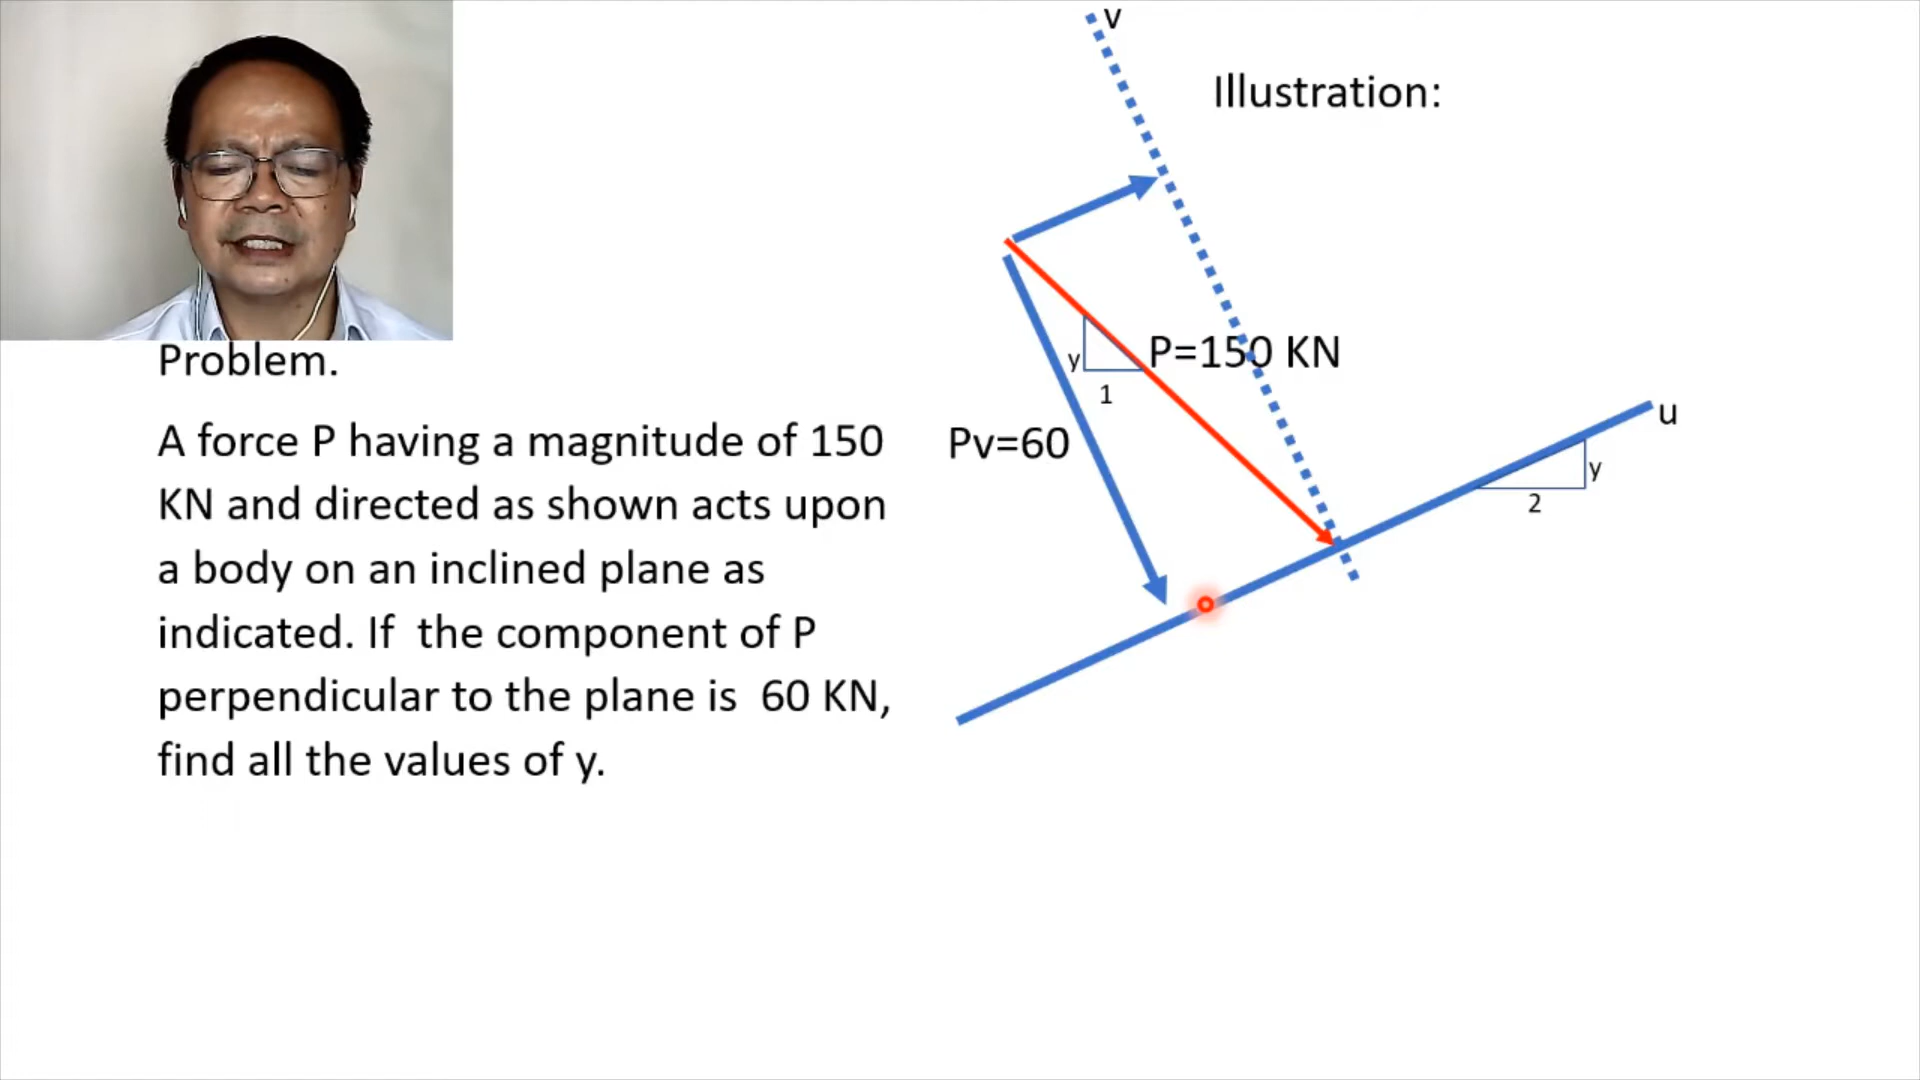 v
Illustration:
Problem.
A force P having a magnitude of 150
KN and directed as shown acts upon
a body on an inclined plane as
indicated. If  the component of P
perpendicular to the plane is  60 KN,
find all the values of y.
P=150 KN
y
1
Pv=60
u
y
2